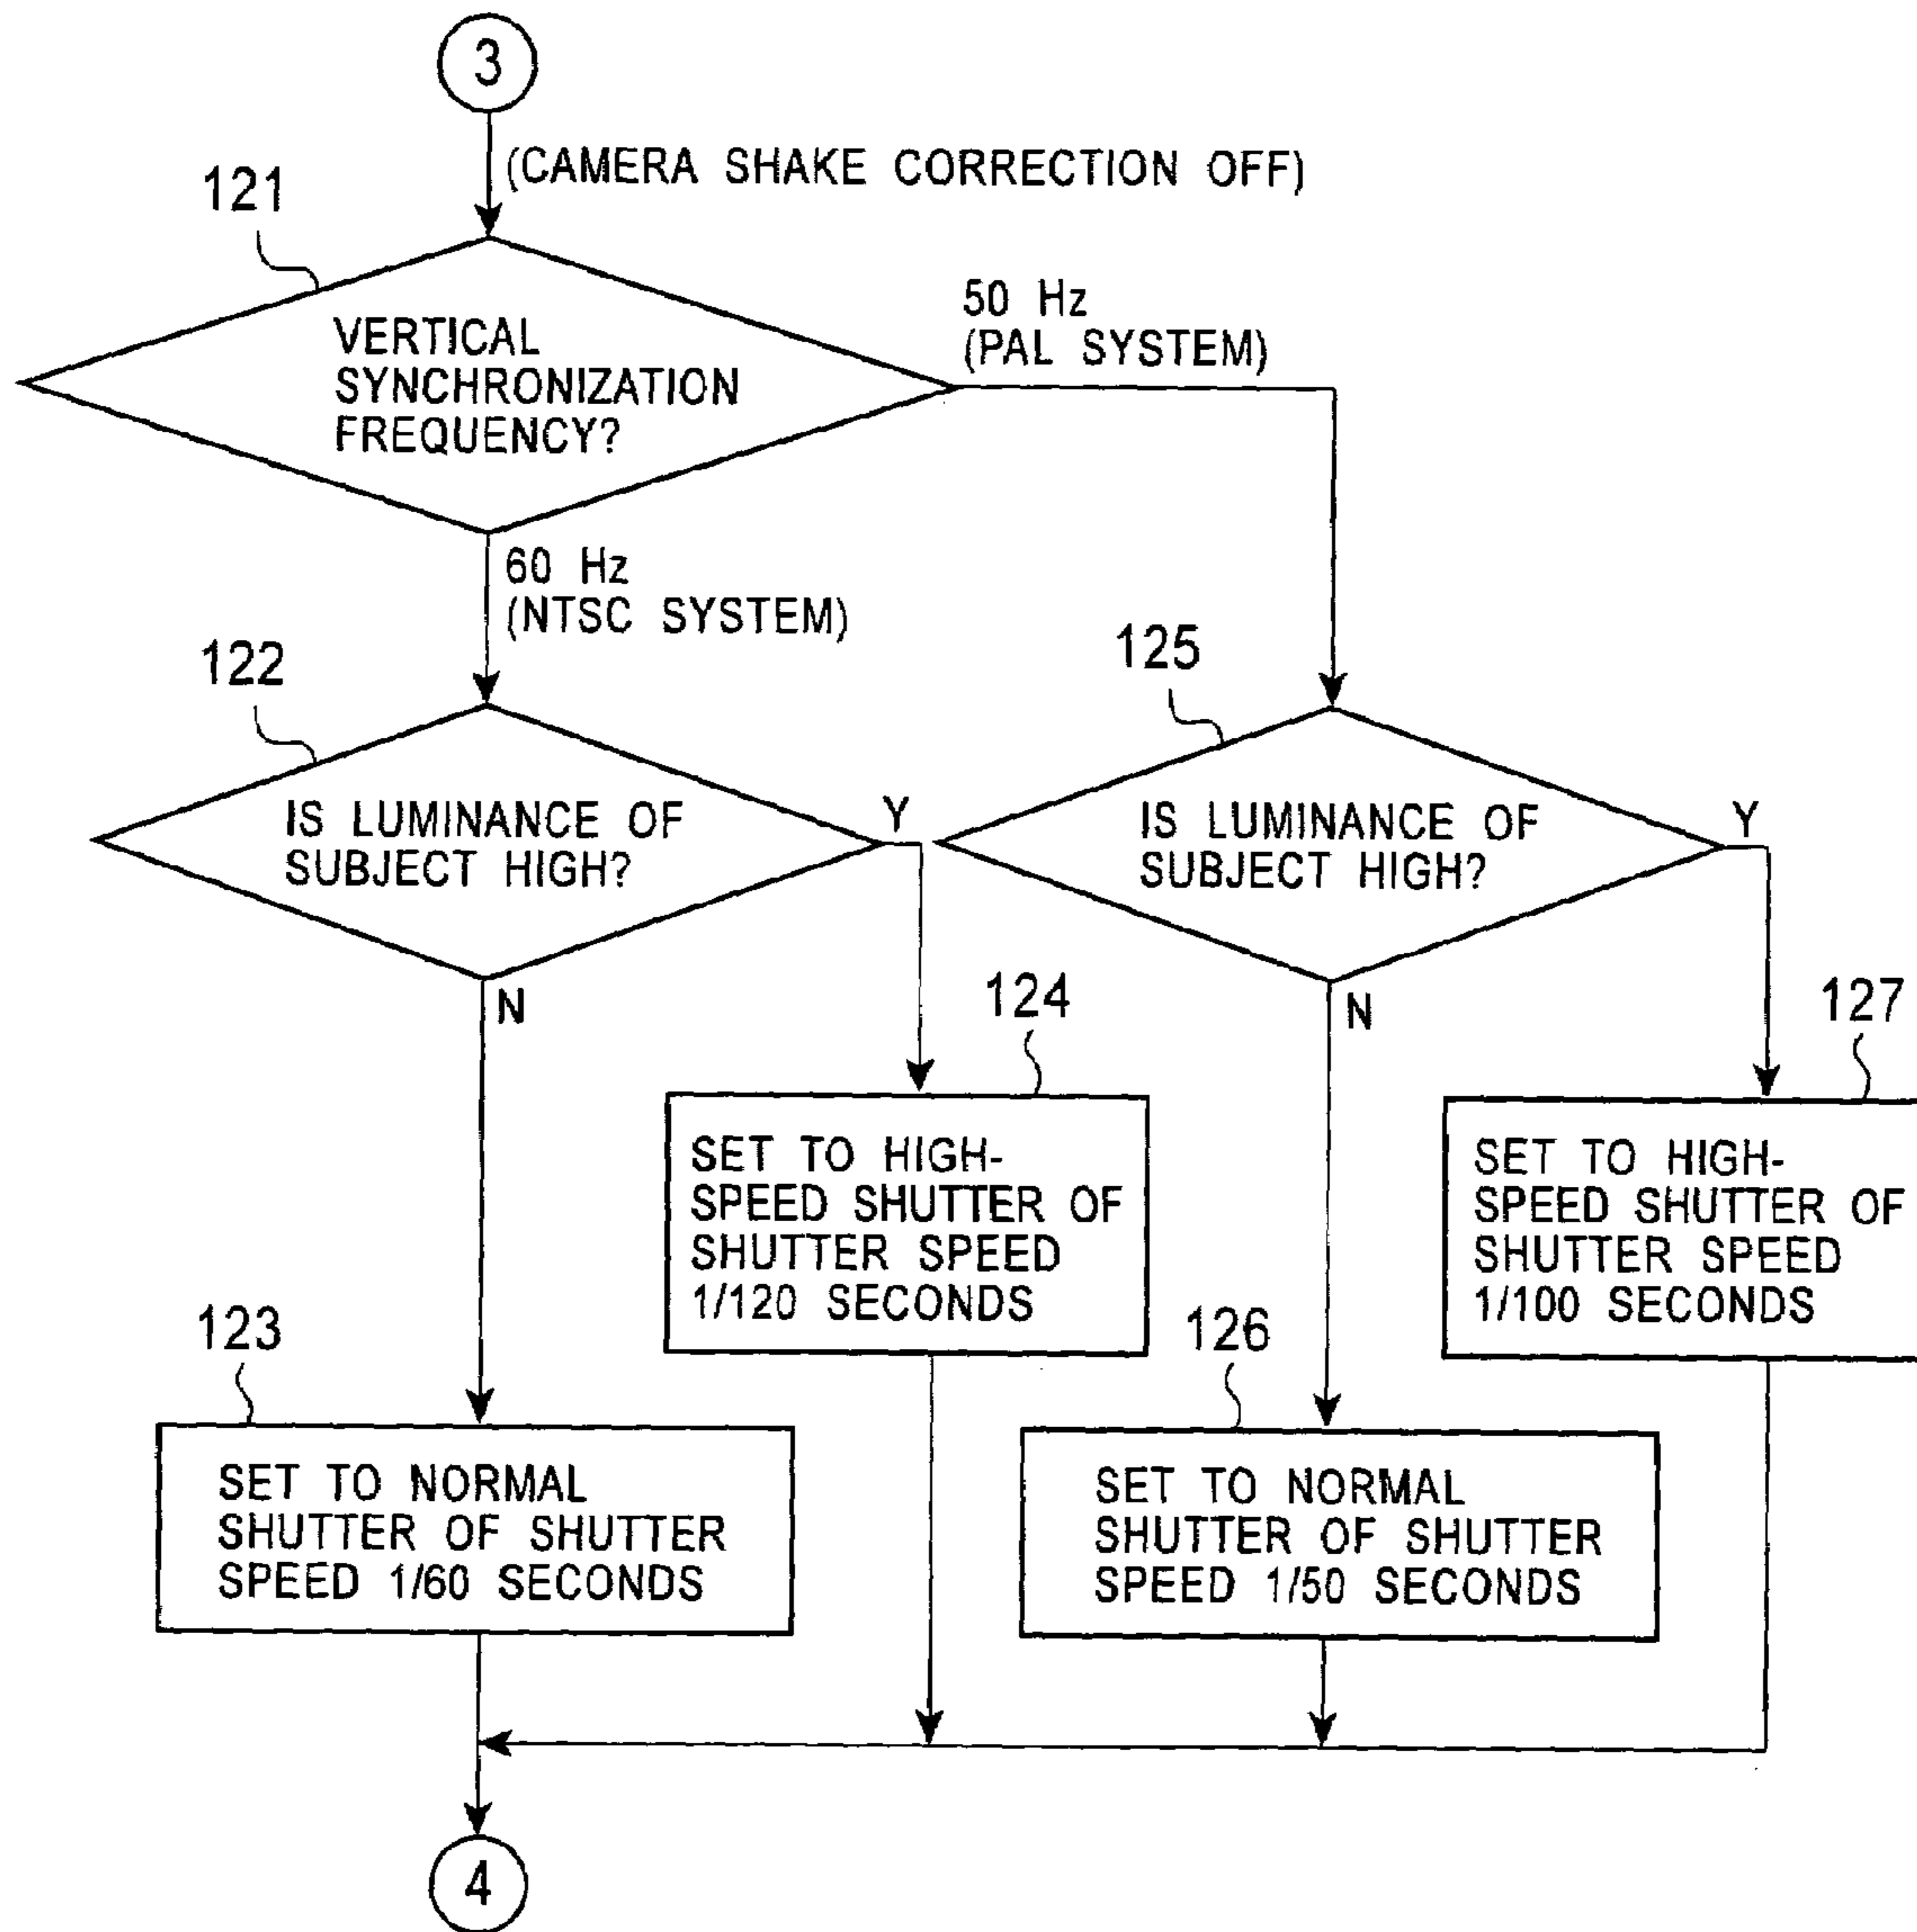 3
(CAMERA SHAKE CORRECTION OFF)
121
VERTICAL
SYNCHRONIZATION
FREQUENCY?
50 Hz
(PAL SYSTEM)
60 Hz
(NTSC SYSTEM)
122
IS LUMINANCE OF
SUBJECT HIGH?
Y
N
125
IS LUMINANCE OF
SUBJECT HIGH?
Y
N
124
SET TO HIGH-
SPEED SHUTTER OF
SHUTTER SPEED
1/120 SECONDS
127
SET TO HIGH-
SPEED SHUTTER OF
SHUTTER SPEED
1/100 SECONDS
123
SET TO NORMAL
SHUTTER OF SHUTTER
SPEED 1/60 SECONDS
126
SET TO NORMAL
SHUTTER OF SHUTTER
SPEED 1/50 SECONDS
4